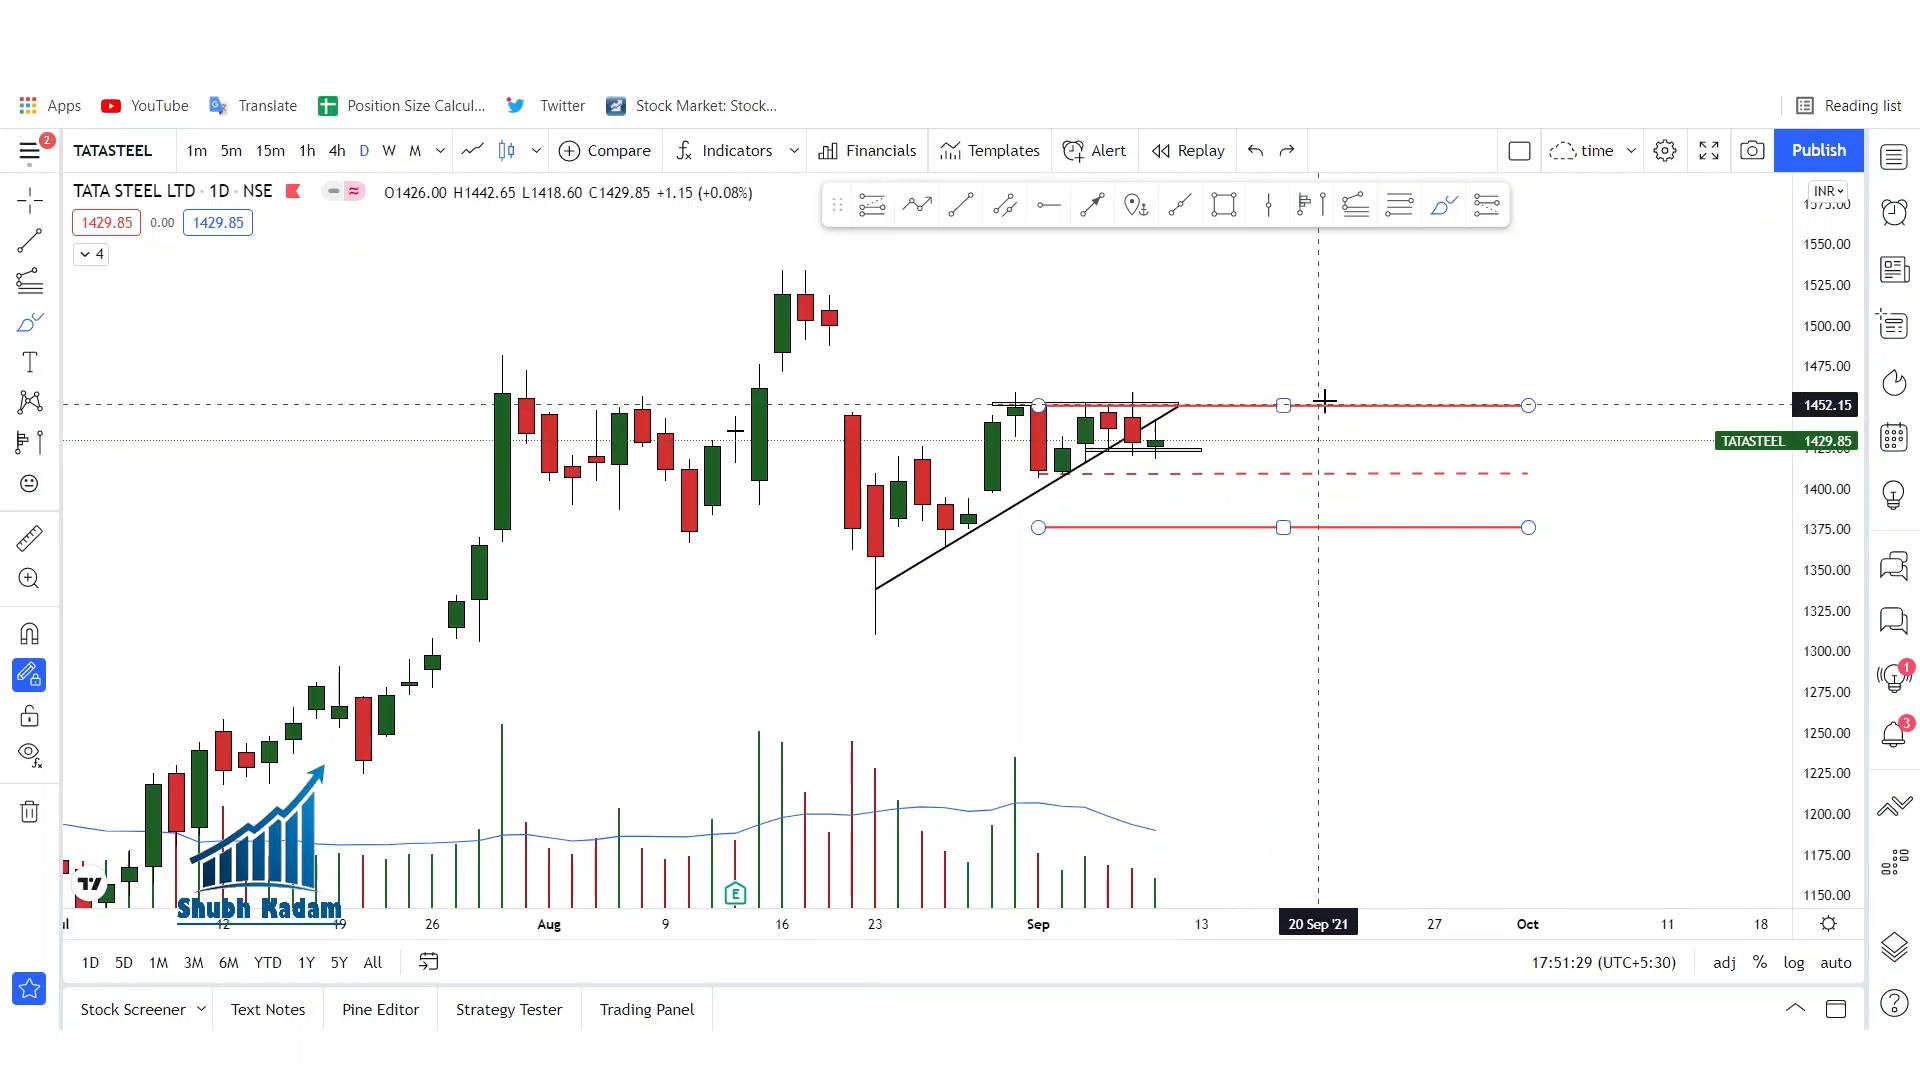 Apps YouTube Translate Position Size Calcul... Twitter Stock Market: Stock... Reading list
2
TATASTEEL 1m 5m 15m 1h 4h D W M Compare Indicators Financials Templates Alert Replay time Publish
TATA STEEL LTD · 1D · NSE O1426.00 H1442.65 L1418.60 C1429.85 +1.15 (+0.08%)
INR
1429.85 0.00 1429.85
4
1550.00
1525.00
1500.00
1475.00
1452.15
TATASTEEL 1429.85
1400.00
1375.00
1350.00
1325.00
1300.00
1275.00
1250.00
1225.00
1200.00
1175.00
1150.00
1
3
E
Shubh Kadam
12 19 26 Aug 9 16 23 Sep 13 20 Sep '21 27 Oct 11 18
1D 5D 1M 3M 6M YTD 1Y 5Y All 17:51:29 (UTC+5:30) adj % log auto
Stock Screener Text Notes Pine Editor Strategy Tester Trading Panel